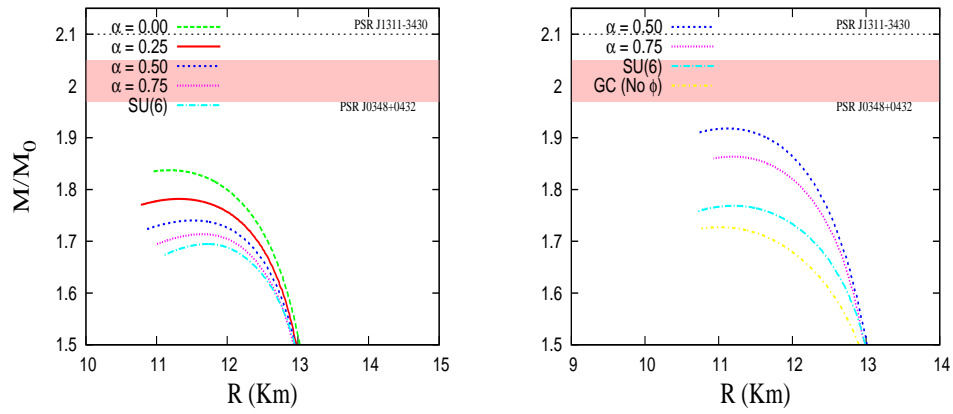 α = 0.00
PSR J1311-3430
α = 0.25
α = 0.50
α = 0.75
SU(6)
PSR J0348+0432
2.1
2
1.9
1.8
1.7
1.6
1.5
M/M_O
10
11
12
13
14
15
R (Km)
α = 0.50
PSR J1311-3430
α = 0.75
SU(6)
GC (No ϕ)
PSR J0348+0432
2.1
2
1.9
1.8
1.7
1.6
1.5
9
10
11
12
13
14
R (Km)